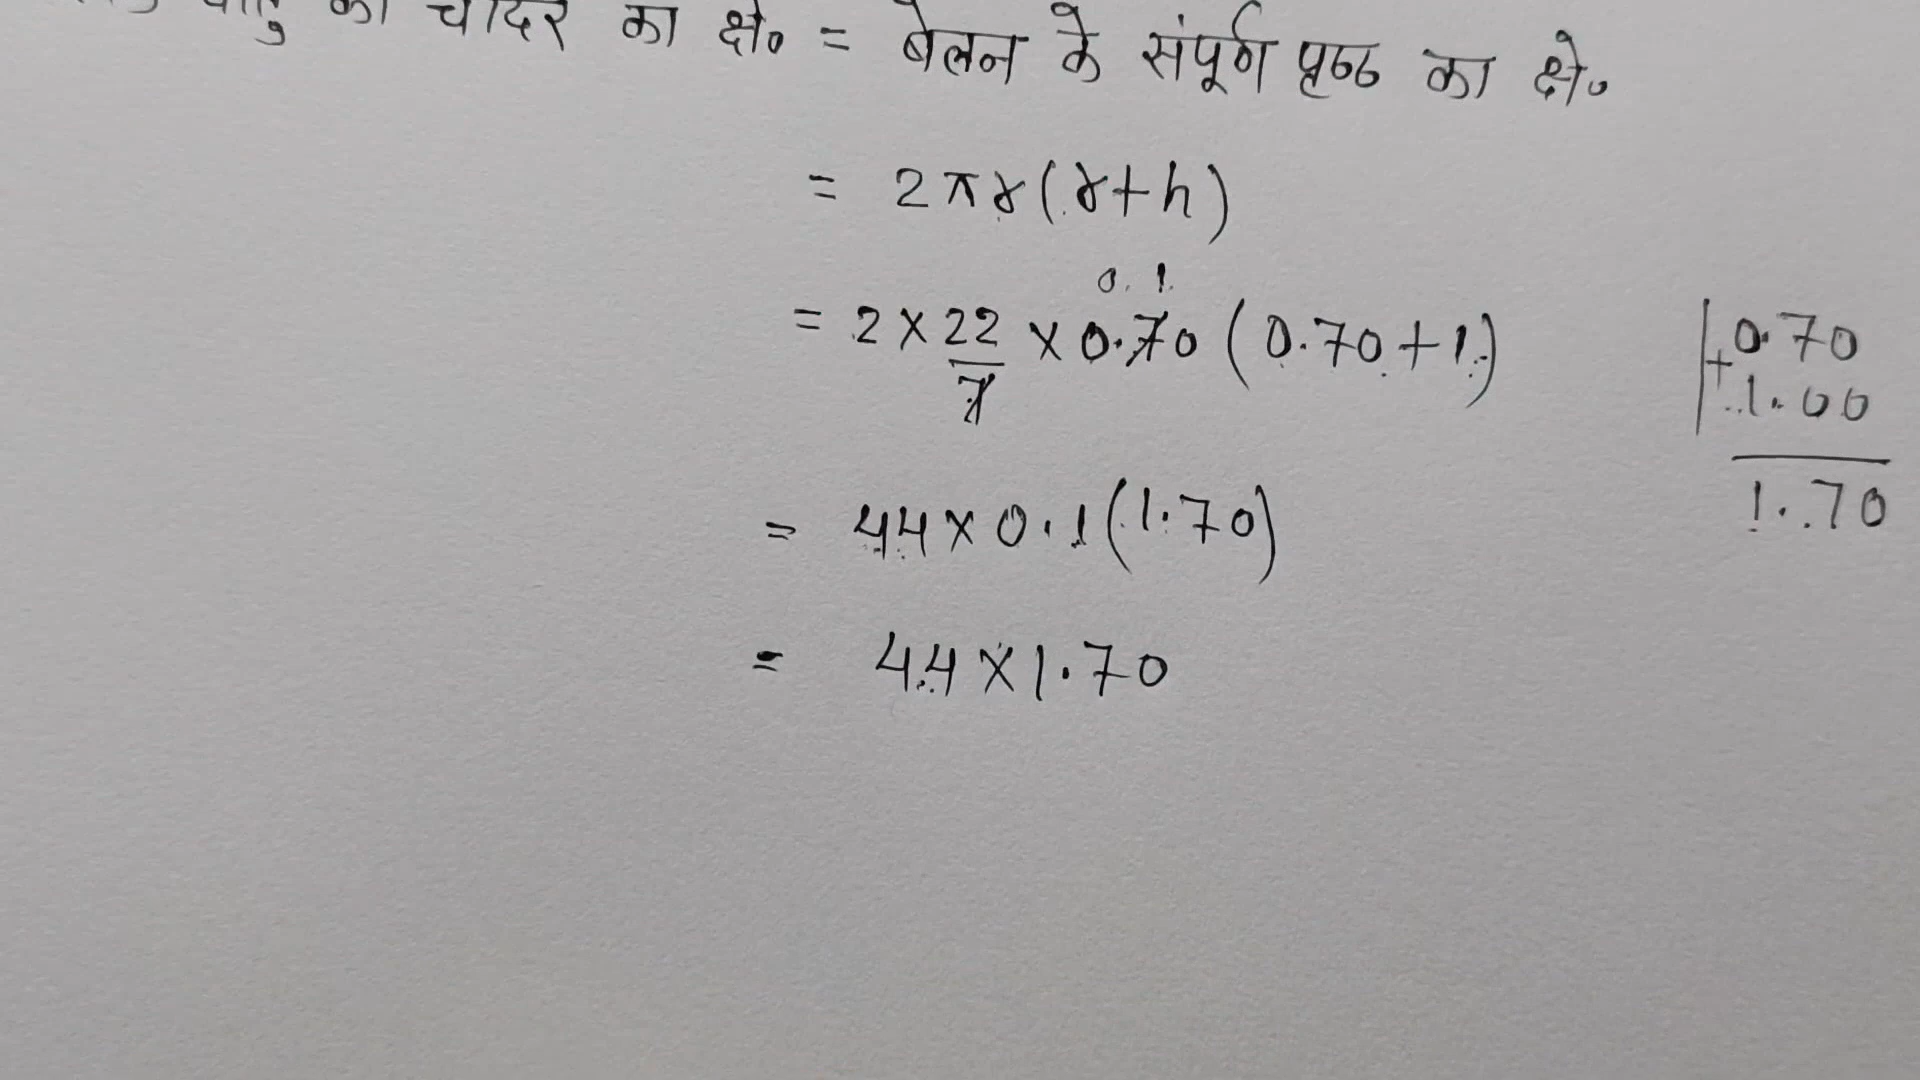 धातु की चादर का क्षे० = बेलन के संपूर्ण पृष्ठ का क्षे०
= 2πr(r+h)
0.1
= 2 × 22/7 × 0.70 (0.70+1)
= 44×0.1(1.70)
= 4.4×1.70
0.70
+1.00
1.70